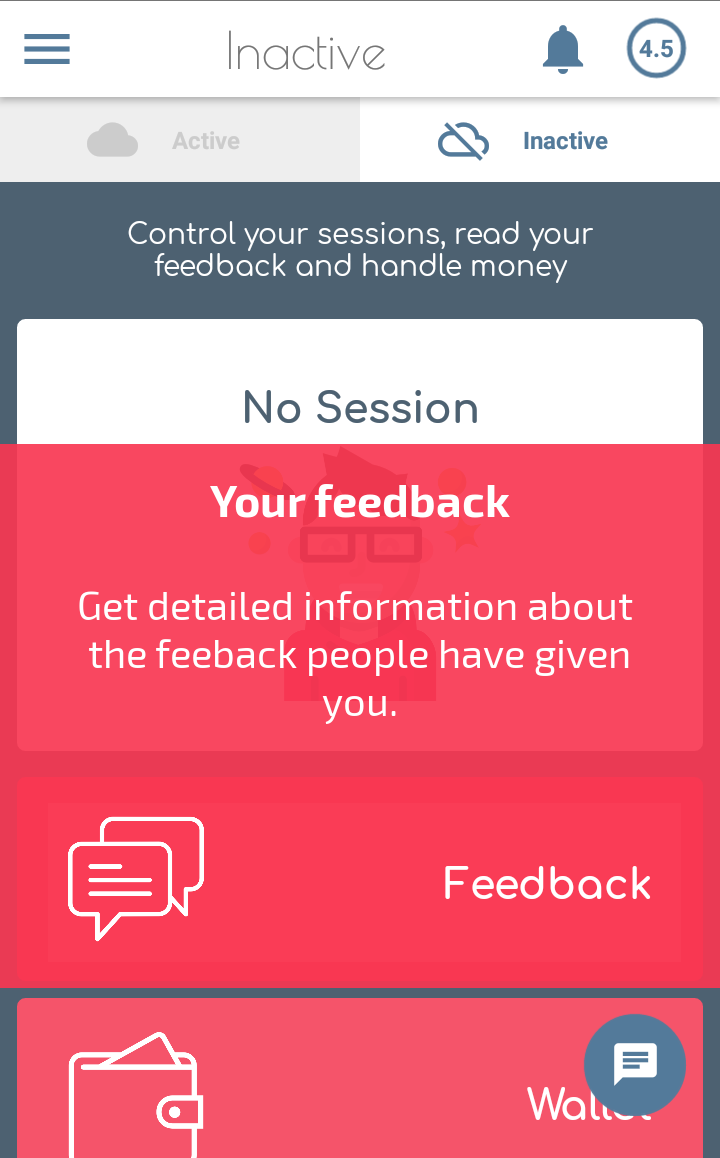 Inactive
4.5
Active
Inactive
Control your sessions, read your
feedback and handle money
No Session
Your feedback
Get detailed information about
the feeback people have given
you.
Feedback
Wallet